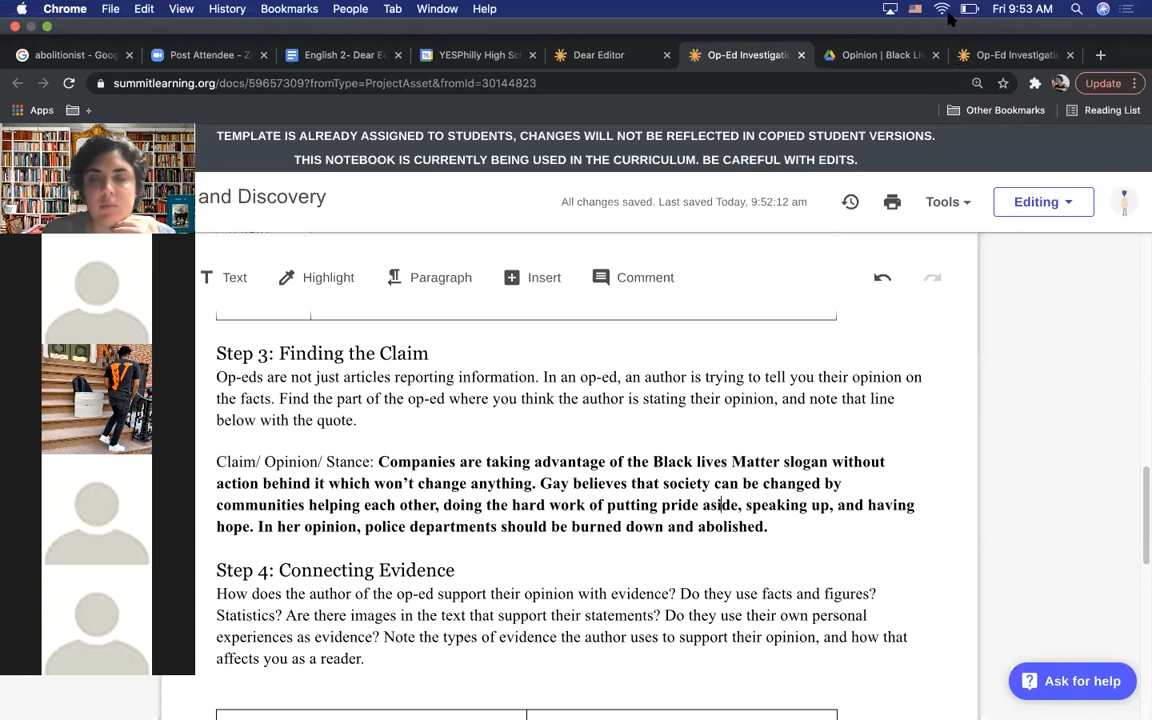 Chrome File Edit View History Bookmarks People Tab Window Help Fri 9:53 AM
abolitionist - Goog Post Attendee - Z English 2- Dear E YESPhilly High Sc Dear Editor Op-Ed Investigatio Opinion | Black Liv Op-Ed Investigatio
summitlearning.org/docs/59657309?fromType=ProjectAsset&fromId=30144823 Update
Apps Other Bookmarks Reading List
TEMPLATE IS ALREADY ASSIGNED TO STUDENTS, CHANGES WILL NOT BE REFLECTED IN COPIED STUDENT VERSIONS.
THIS NOTEBOOK IS CURRENTLY BEING USED IN THE CURRICULUM. BE CAREFUL WITH EDITS.
and Discovery All changes saved. Last saved Today, 9:52:12 am Tools Editing
Text Highlight Paragraph Insert Comment
Step 3: Finding the Claim
Op-eds are not just articles reporting information. In an op-ed, an author is trying to tell you their opinion on
the facts. Find the part of the op-ed where you think the author is stating their opinion, and note that line
below with the quote.
Claim/ Opinion/ Stance: Companies are taking advantage of the Black lives Matter slogan without
action behind it which won't change anything. Gay believes that society can be changed by
communities helping each other, doing the hard work of putting pride aside, speaking up, and having
hope. In her opinion, police departments should be burned down and abolished.
Step 4: Connecting Evidence
How does the author of the op-ed support their opinion with evidence? Do they use facts and figures?
Statistics? Are there images in the text that support their statements? Do they use their own personal
experiences as evidence? Note the types of evidence the author uses to support their opinion, and how that
affects you as a reader.
Ask for help